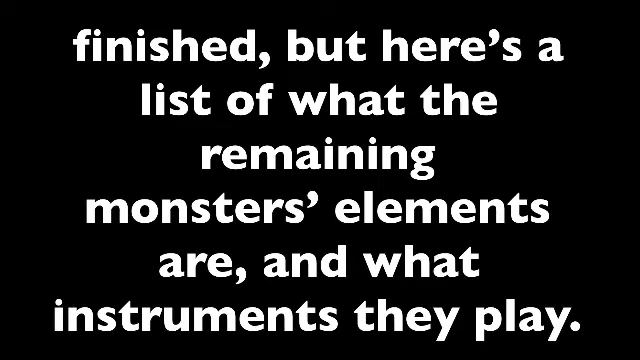 finished, but here’s a
list of what the
remaining
monsters’ elements
are, and what
instruments they play.